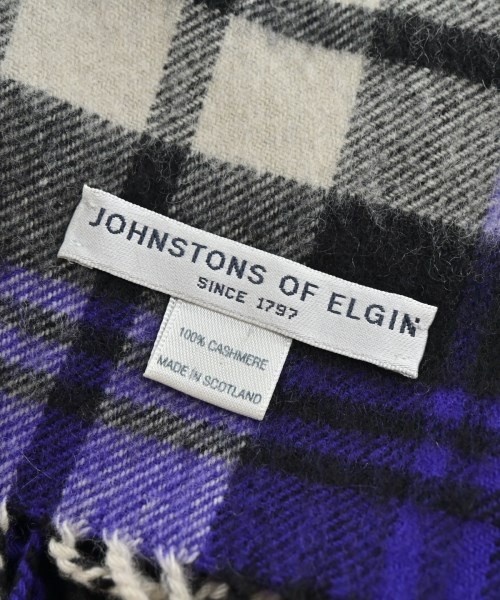 JOHNSTONS OF ELGIN
SINCE 1797
100% CASHMERE
MADE IN SCOTLAND